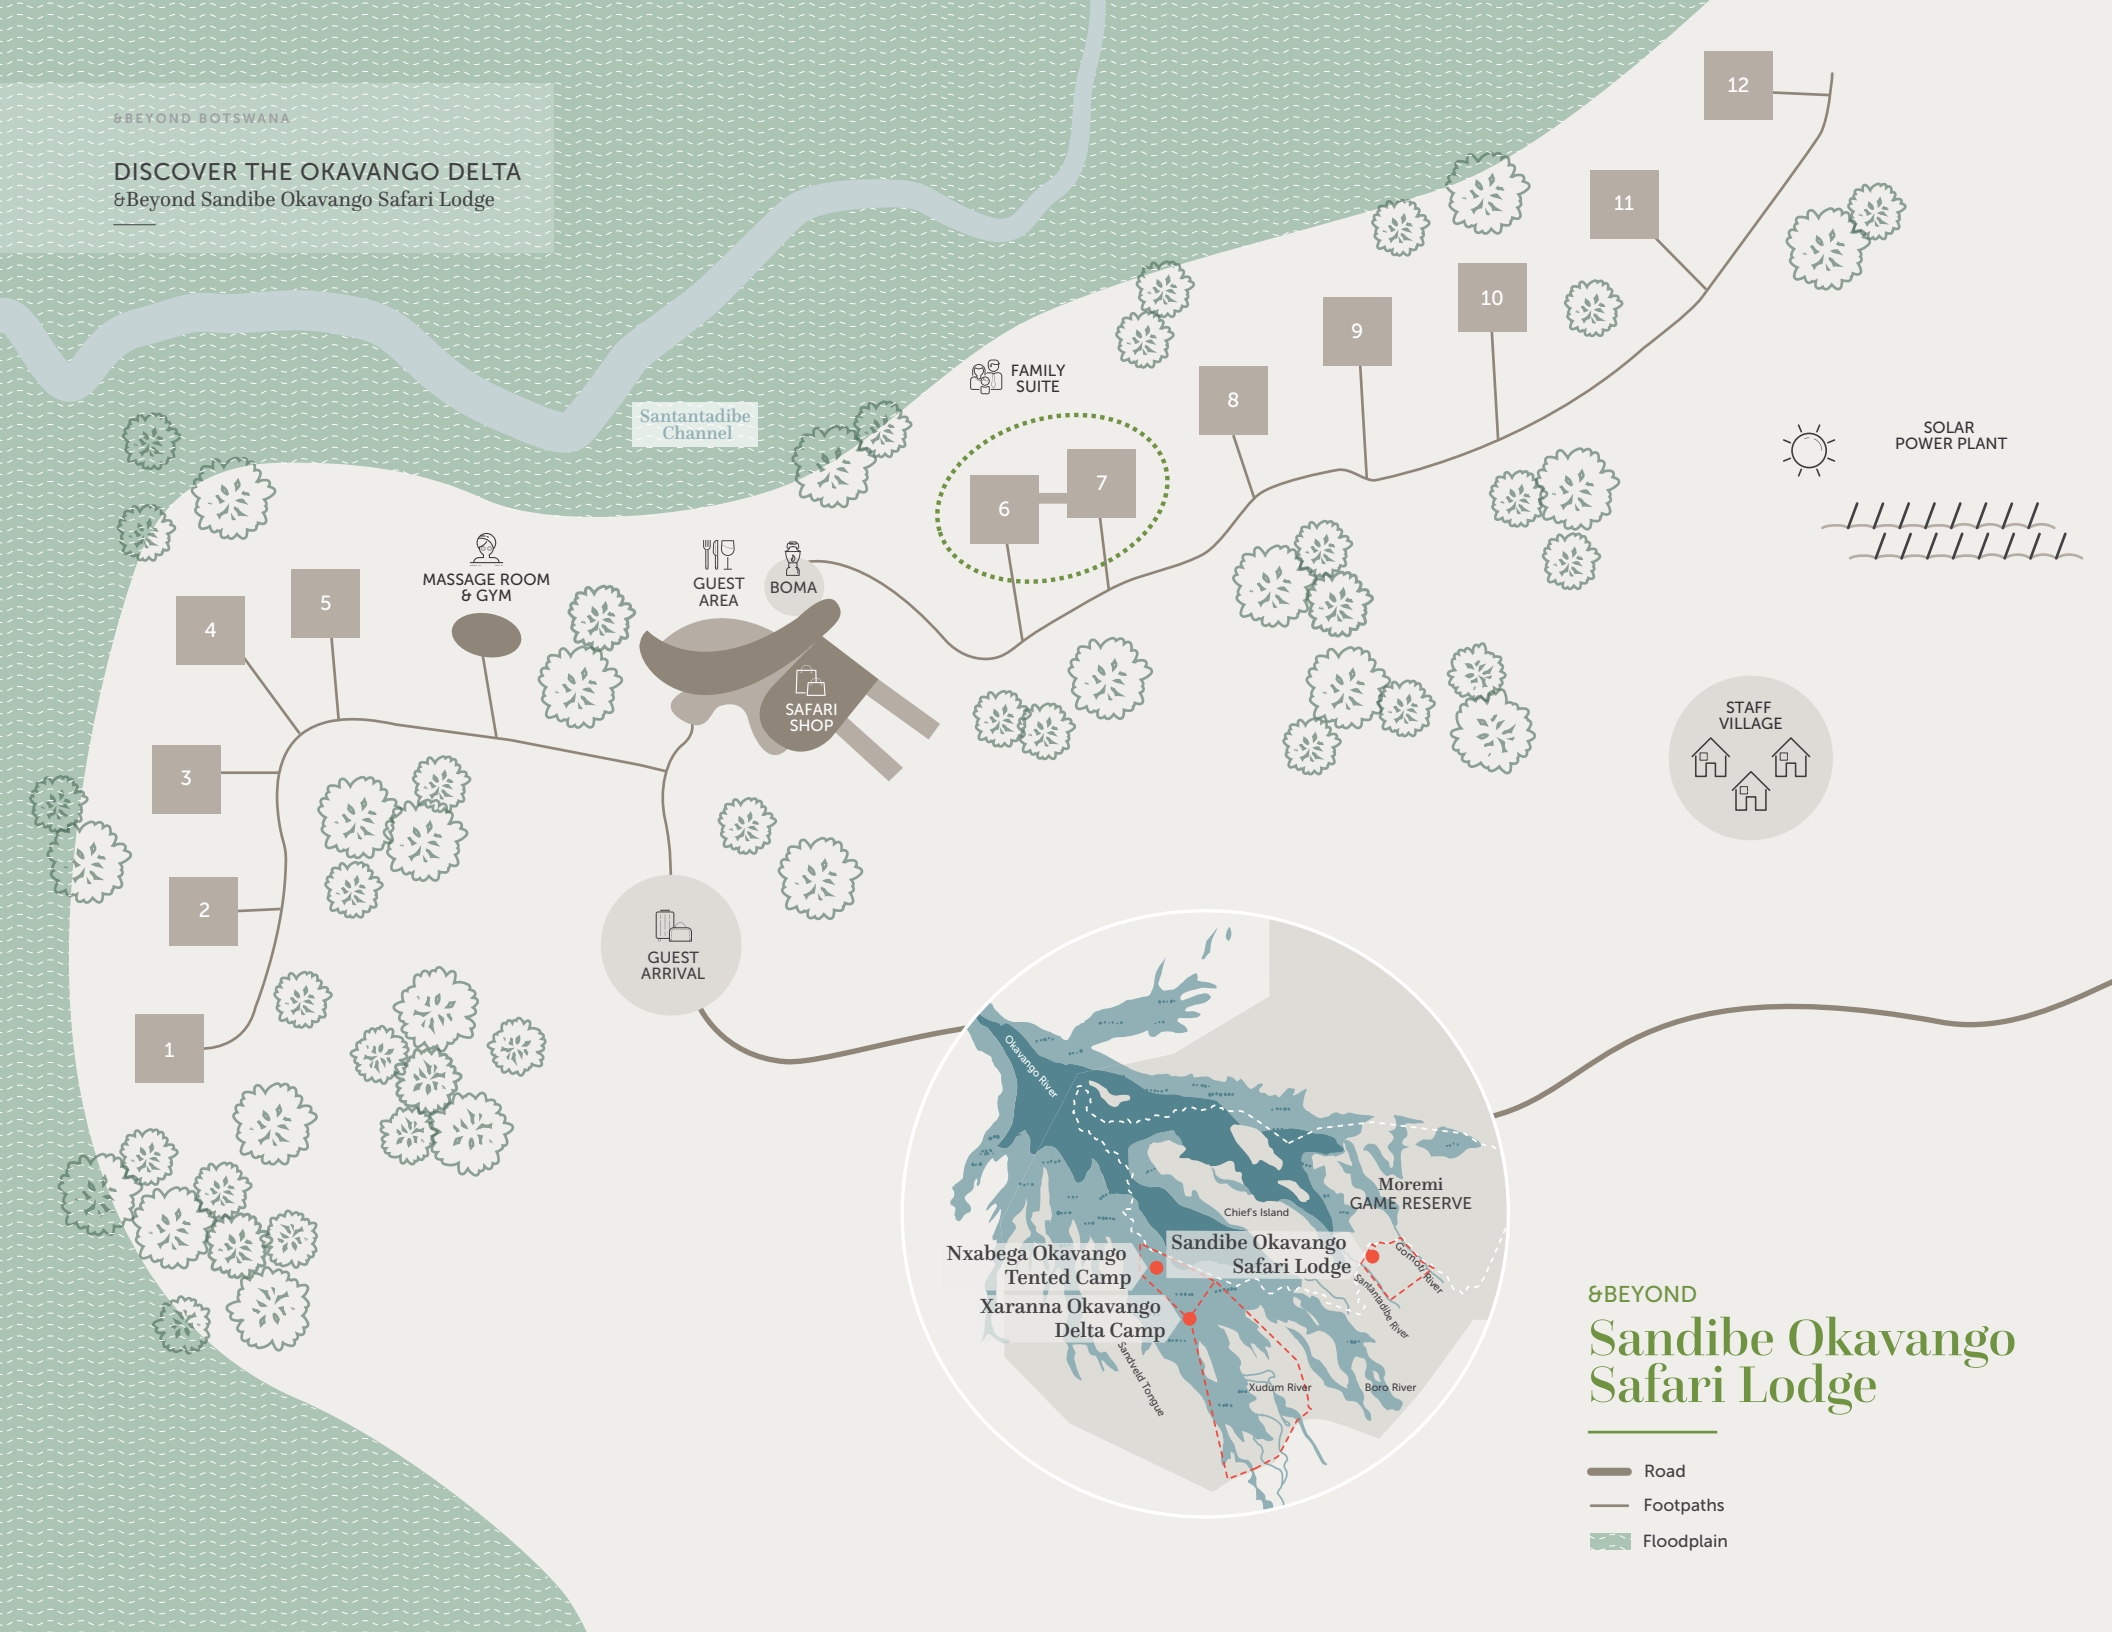 &BEYOND BOTSWANA
DISCOVER THE OKAVANGO DELTA
&Beyond Sandibe Okavango Safari Lodge
12
11
10
9
8
FAMILY
SUITE
7
6
Santantadibe
Channel
SOLAR
POWER PLANT
MASSAGE ROOM
& GYM
GUEST
AREA
BOMA
5
4
SAFARI
SHOP
STAFF
VILLAGE
3
2
GUEST
ARRIVAL
1
Okavango River
Moremi
GAME RESERVE
Chief's Island
Sandibe Okavango
Safari Lodge
Nxabega Okavango
Tented Camp
Gomoti River
Santantadibe River
Xaranna Okavango
Delta Camp
Sandveld Tongue
Xudum River
Boro River
&BEYOND
Sandibe Okavango
Safari Lodge
Road
Footpaths
Floodplain